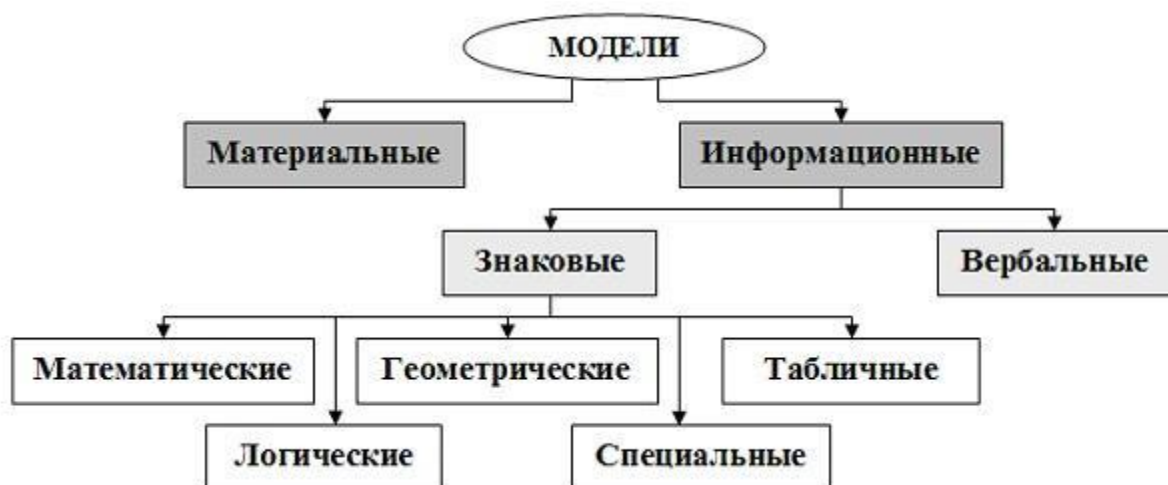 МОДЕЛИ
Материальные
Информационные
Знаковые
Вербальные
Математические
Геометрические
Табличные
Логические
Специальные